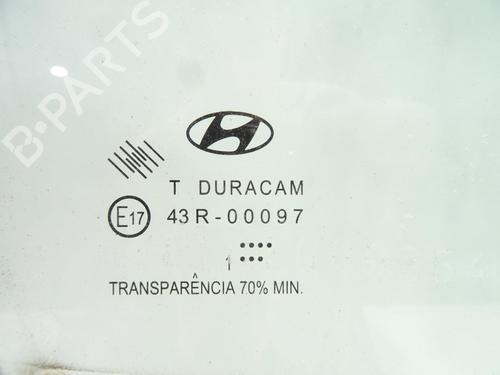 B-PARTS
T DURACAM
E17 43R-00097
1
TRANSPARÊNCIA 70% MIN.